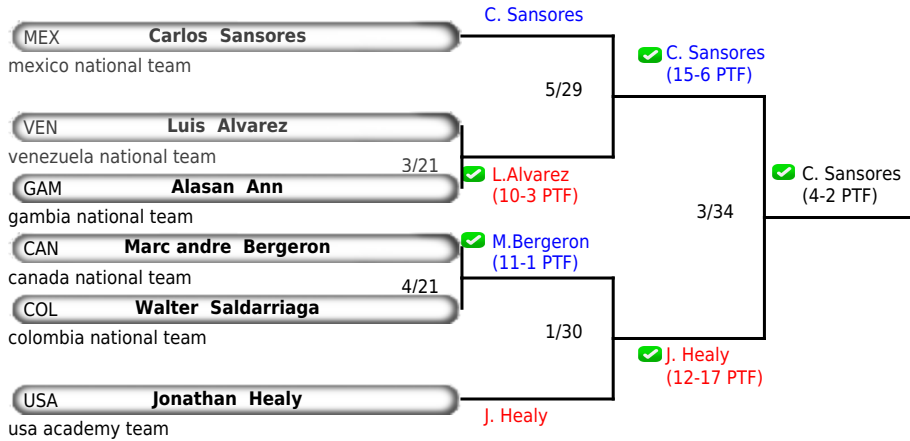 C. Sansores
MEX Carlos Sansores
mexico national team
5/29
C. Sansores
(15-6 PTF)
VEN Luis Alvarez
venezuela national team
3/21
GAM Alasan Ann
gambia national team
L.Alvarez
(10-3 PTF)
3/34
C. Sansores
(4-2 PTF)
CAN Marc andre Bergeron
canada national team
4/21
M.Bergeron
(11-1 PTF)
COL Walter Saldarriaga
colombia national team
1/30
J. Healy
(12-17 PTF)
USA Jonathan Healy
usa academy team
J. Healy